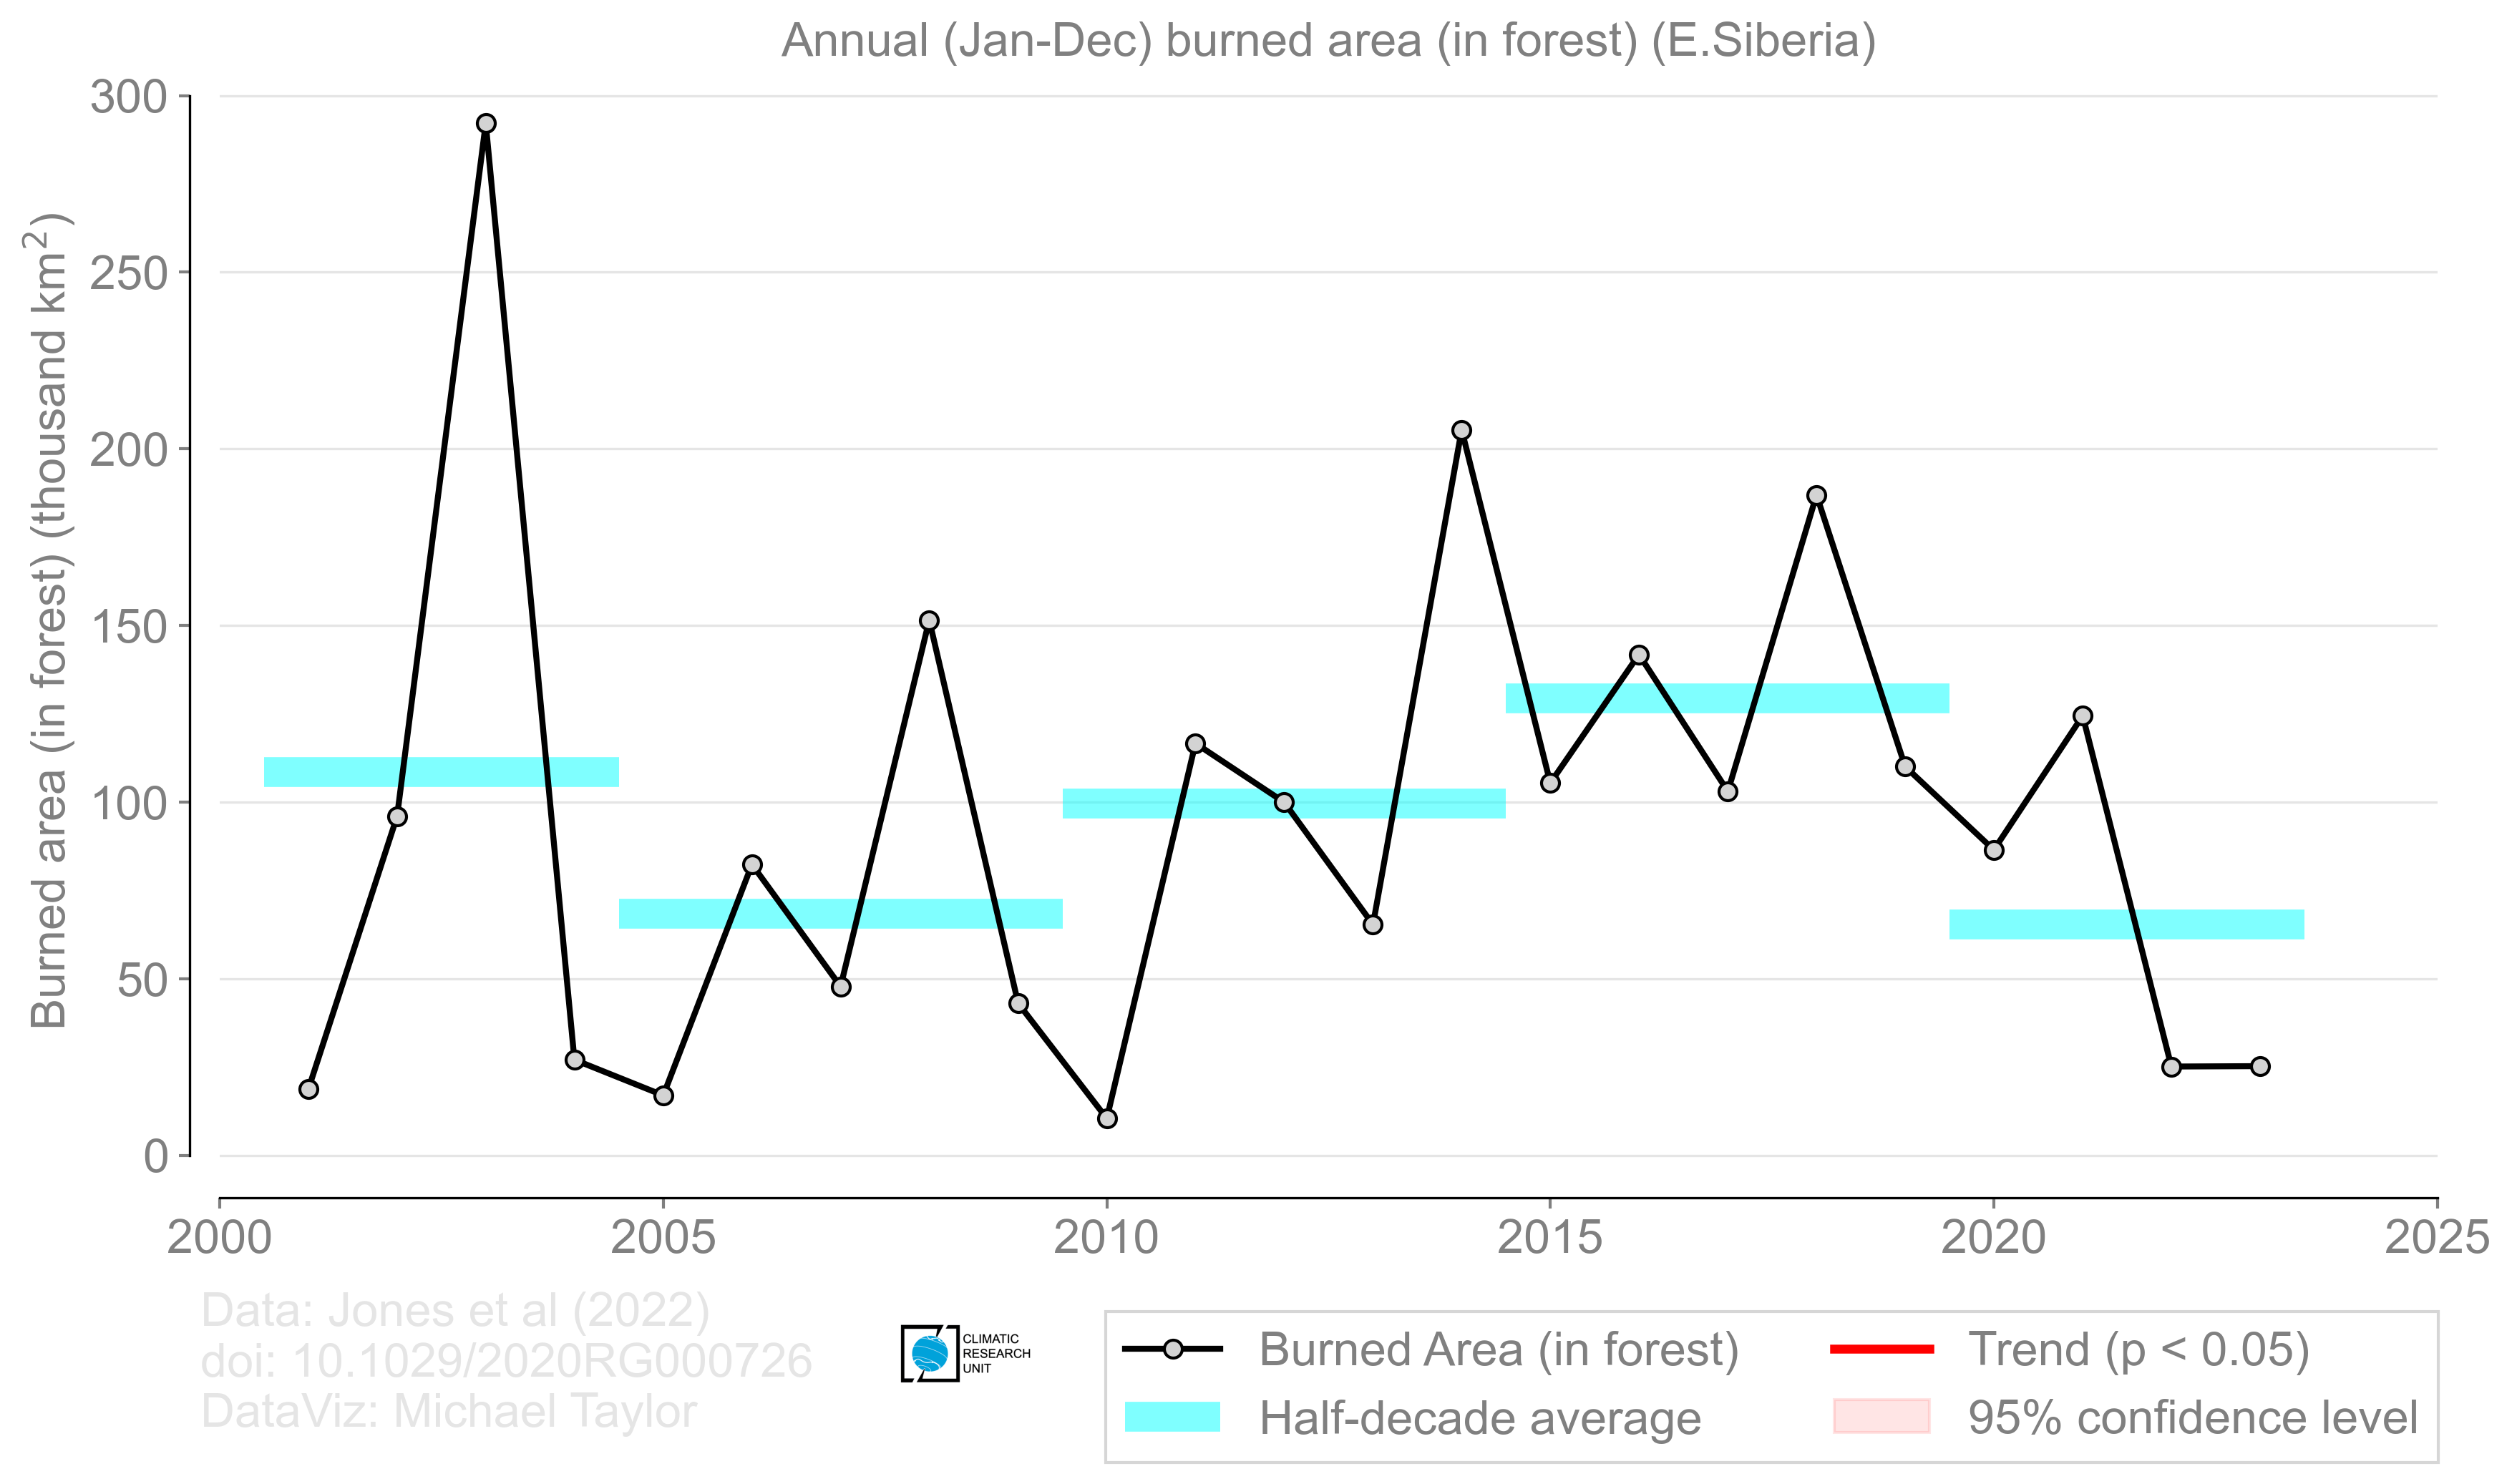 Annual (Jan-Dec) burned area (in forest) (E.Siberia)
Burned area (in forest) (thousand km²)
300
250
200
150
100
50
0
2000 2005 2010 2015 2020 2025
Data: Jones et al (2022)
doi: 10.1029/2020RG000726
DataViz: Michael Taylor
CLIMATIC
RESEARCH
UNIT
Burned Area (in forest)
Half-decade average
Trend (p < 0.05)
95% confidence level